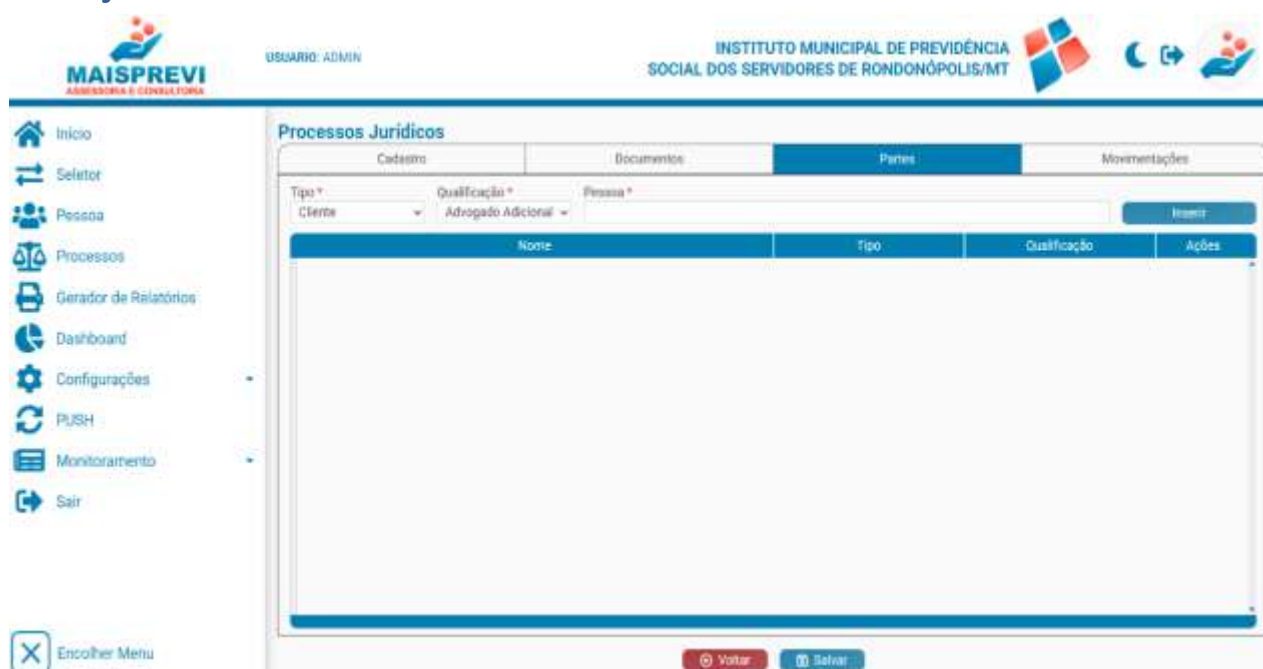 MAISPREVI
ASSESSORIA E CONSULTORIA
USUARIO: ADMIN
INSTITUTO MUNICIPAL DE PREVIDÊNCIA
SOCIAL DOS SERVIDORES DE RONDONÓPOLIS/MT
Início
Seletor
Pessoa
Processos
Gerador de Relatórios
Dashboard
Configurações
PUSH
Monitoramento
Sair
Encolher Menu
Processos Jurídicos
Cadastro Documentos Partes Movimentações
Tipo * Qualificação * Pessoa *
Cliente Advogado Adicional Inserir
Nome Tipo Qualificação Ações
Voltar Salvar